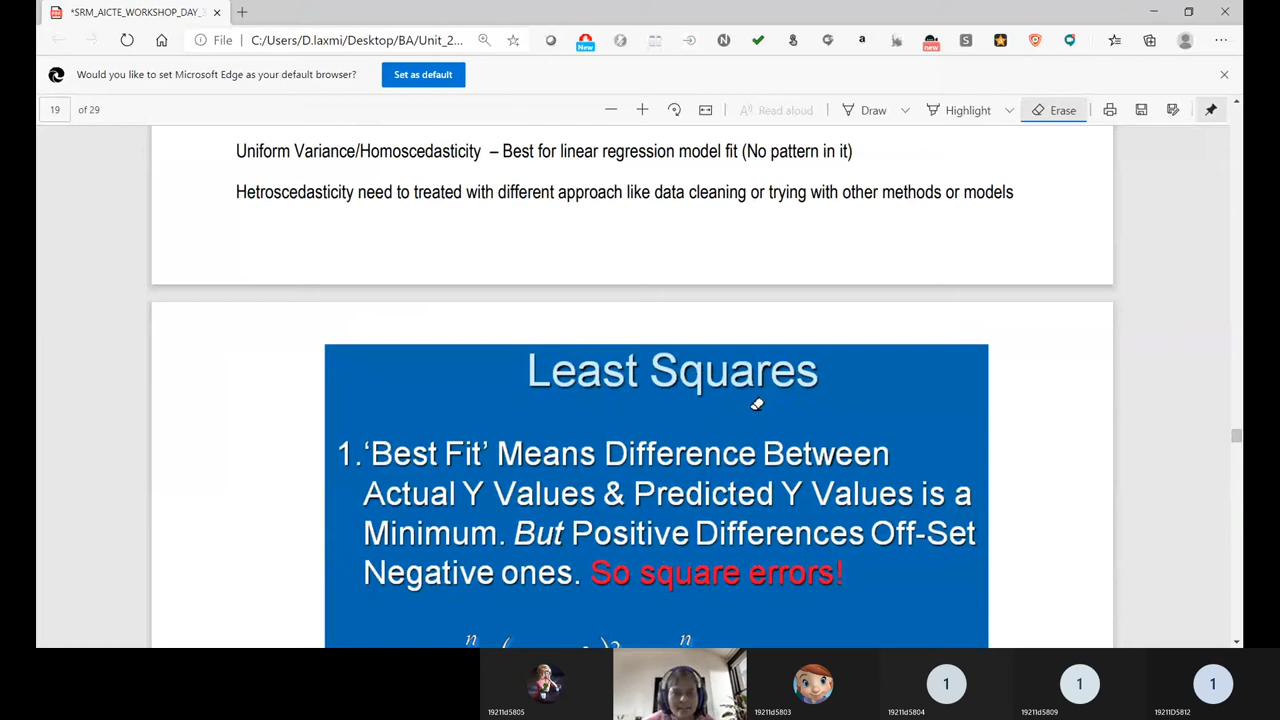 *SRM_AICTE_WORKSHOP_DAY_
File C:/Users/D.laxmi/Desktop/BA/Unit_2...
New
a
new
S
Would you like to set Microsoft Edge as your default browser? Set as default
19 of 29 Read aloud Draw Highlight Erase
Uniform Variance/Homoscedasticity – Best for linear regression model fit (No pattern in it)
Hetroscedasticity need to treated with different approach like data cleaning or trying with other methods or models
Least Squares
1. ‘Best Fit’ Means Difference Between
Actual Y Values & Predicted Y Values is a
Minimum. But Positive Differences Off-Set
Negative ones. So square errors!
n n
1 1 1
19211d5805 19211d5803 19211d5804 19211d5809 19211D5812